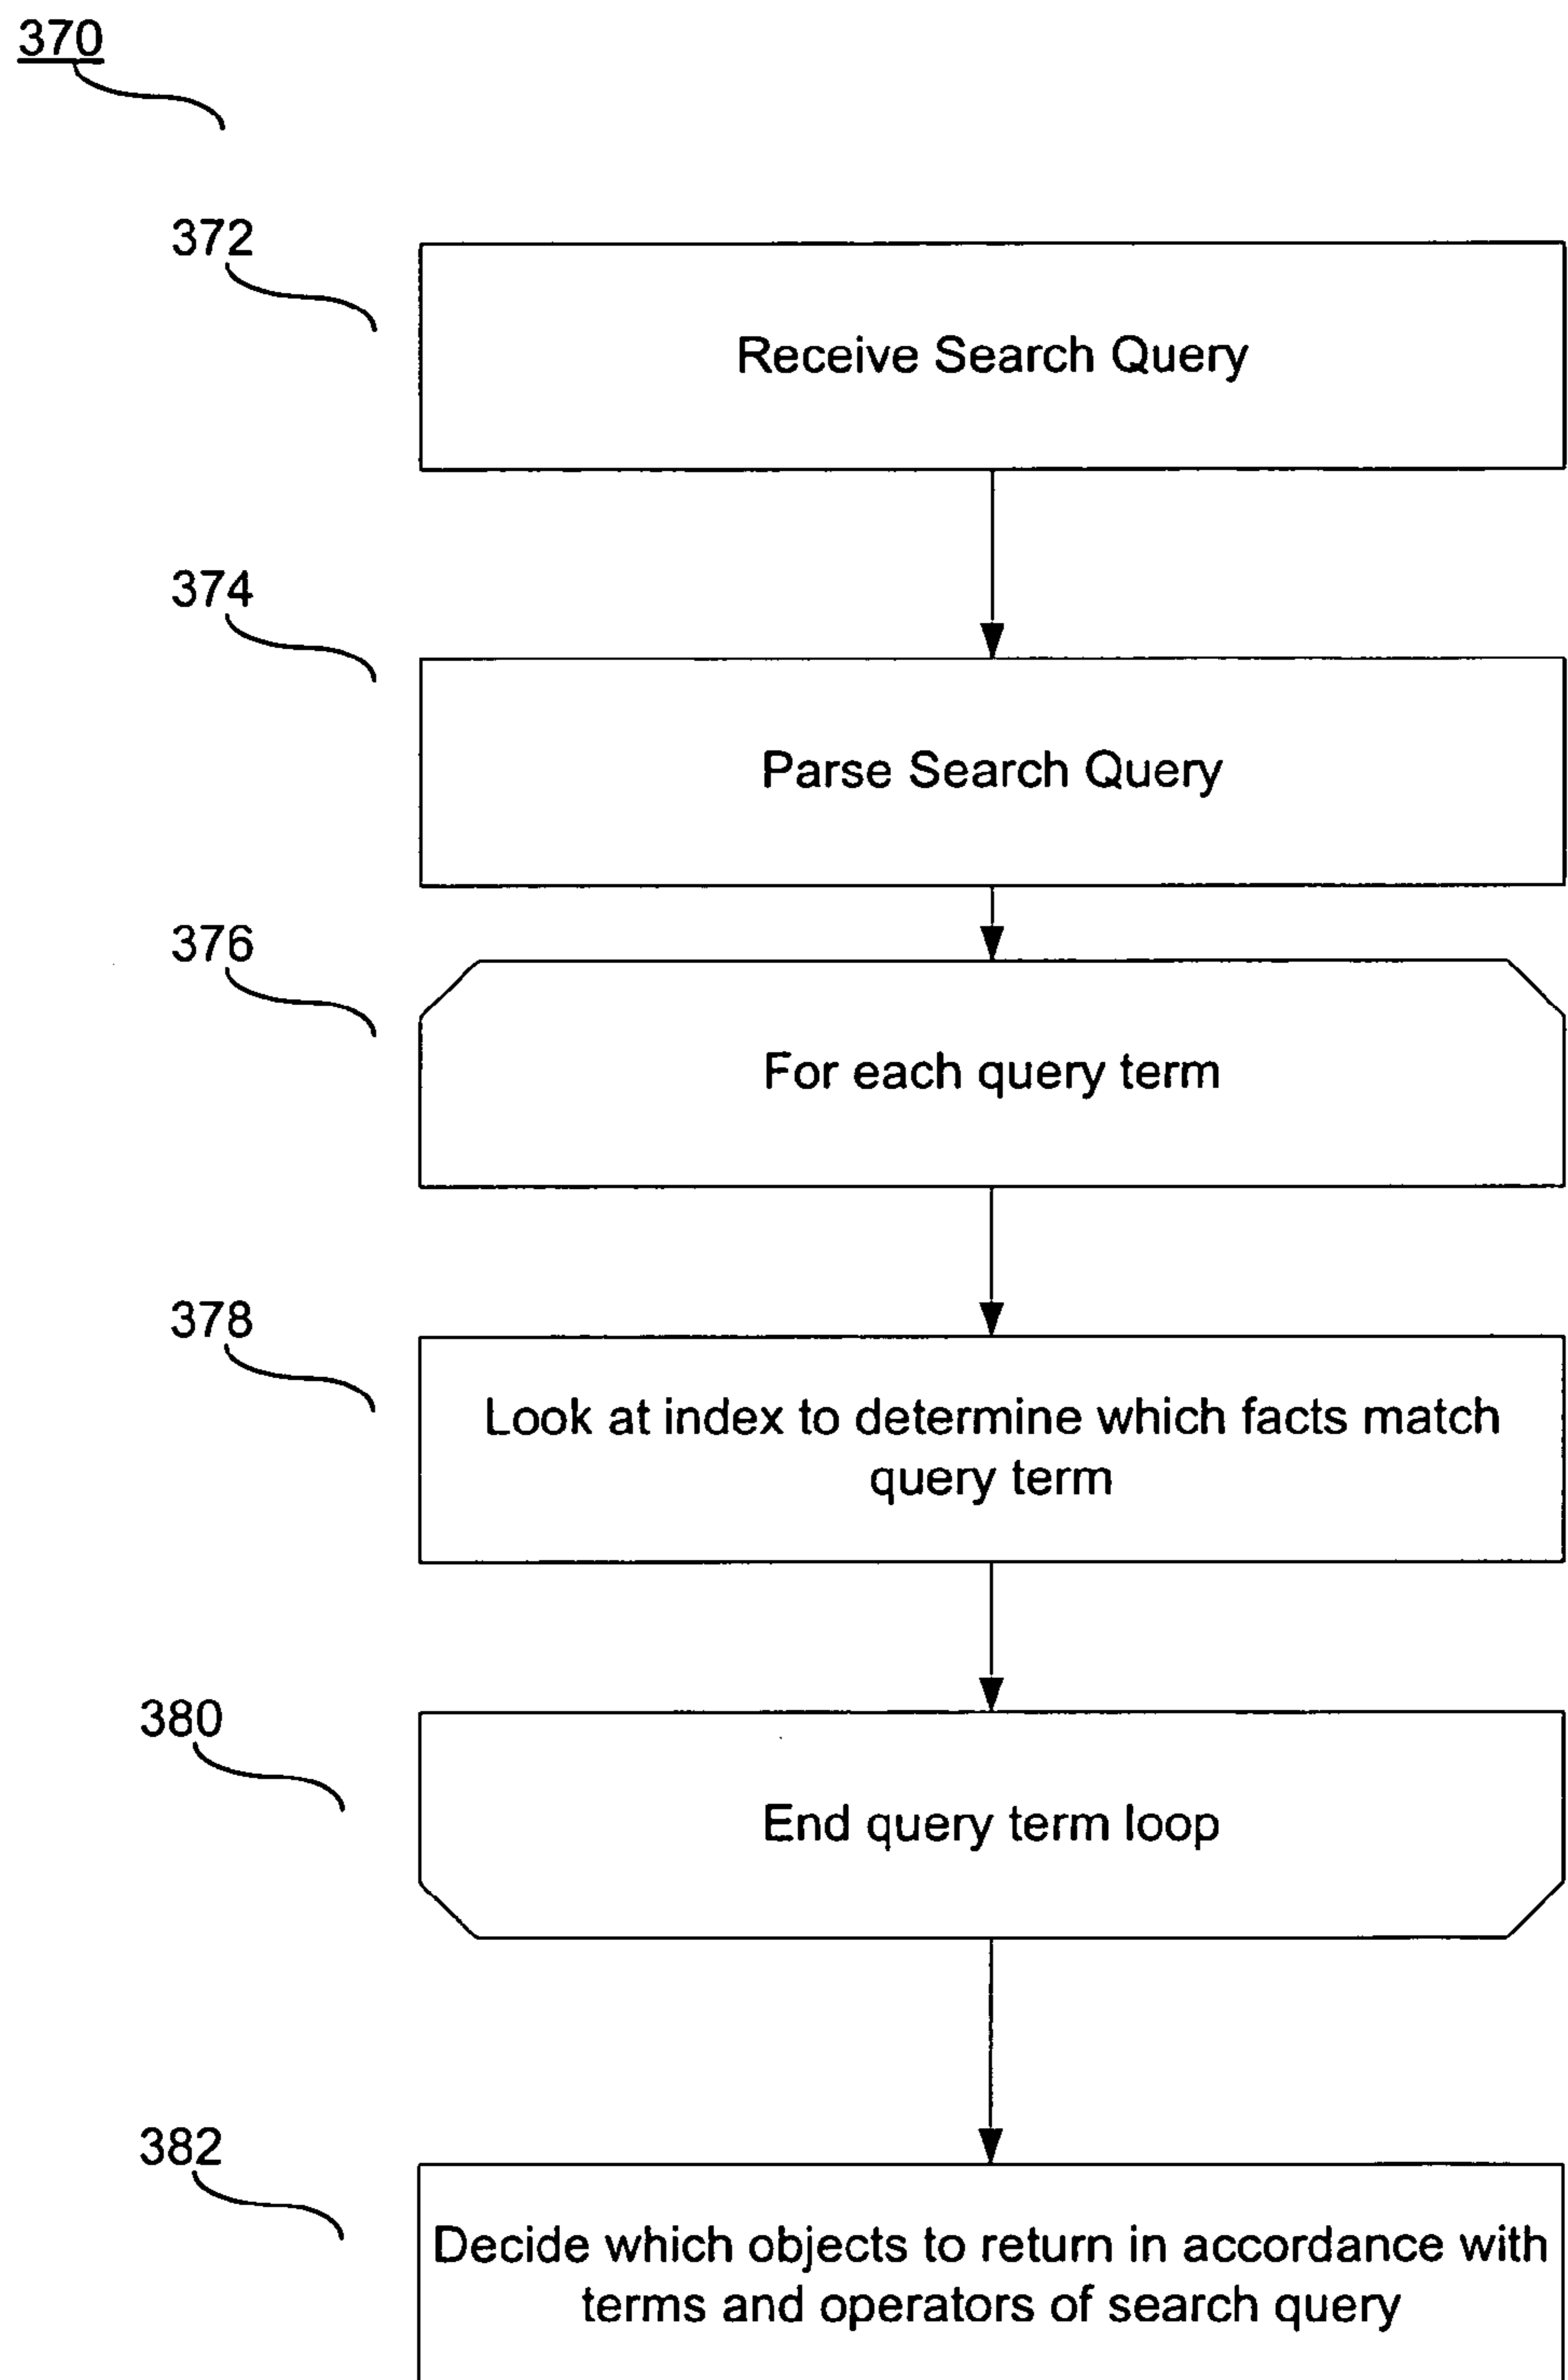 370
372
Receive Search Query
374
Parse Search Query
376
For each query term
378
Look at index to determine which facts match
query term
380
End query term loop
382
Decide which objects to return in accordance with
terms and operators of search query